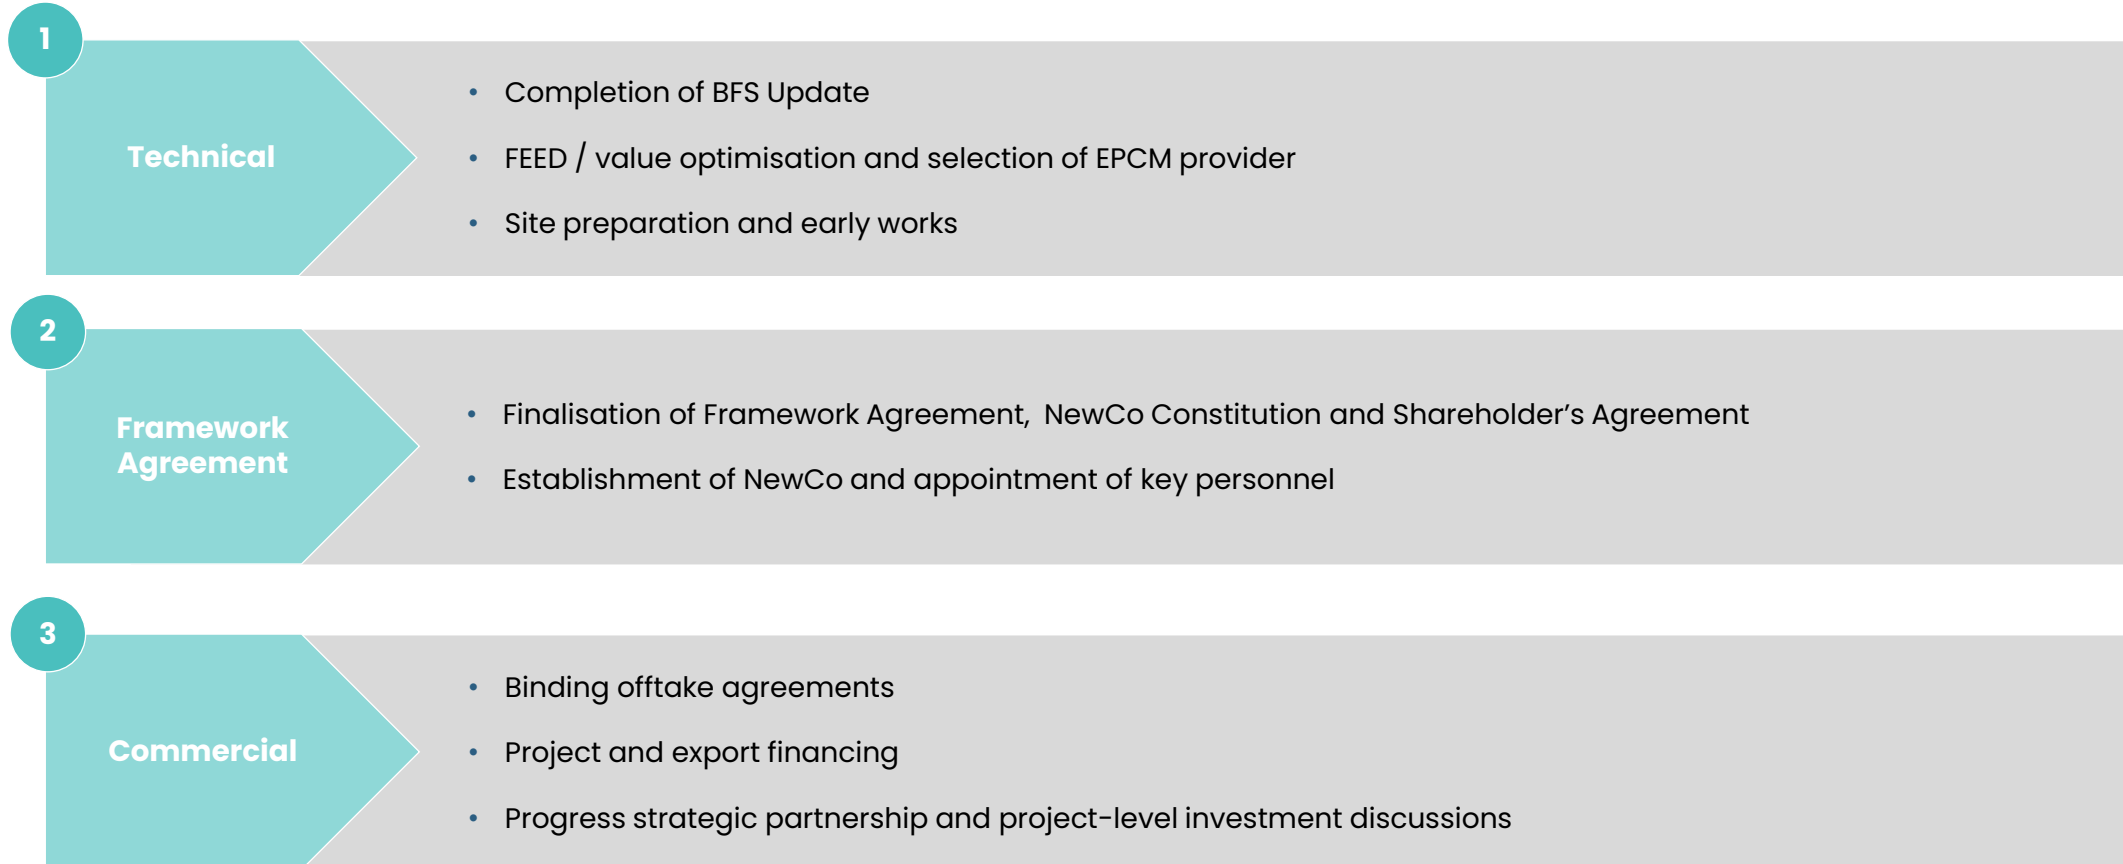 1
Technical
• Completion of BFS Update
• FEED / value optimisation and selection of EPCM provider
• Site preparation and early works
2
Framework
Agreement
• Finalisation of Framework Agreement,  NewCo Constitution and Shareholder’s Agreement
• Establishment of NewCo and appointment of key personnel
3
Commercial
• Binding offtake agreements
• Project and export financing
• Progress strategic partnership and project-level investment discussions